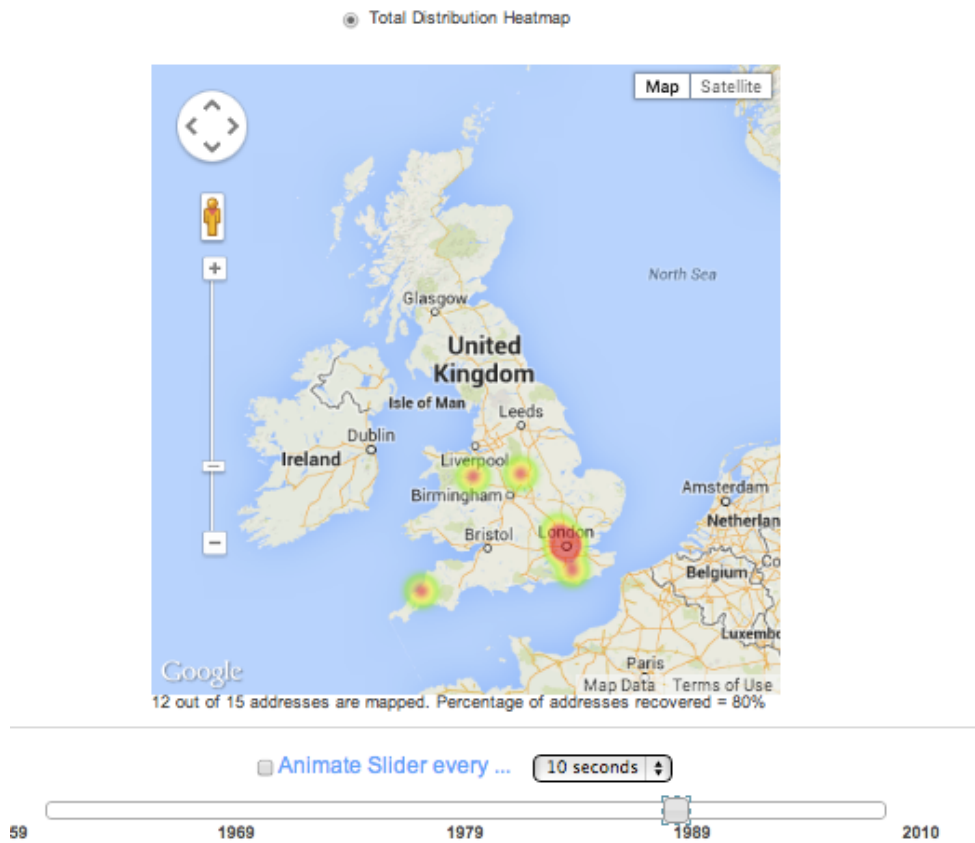 Total Distribution Heatmap
Map Satellite
North Sea
Glasgow
United
Kingdom
Isle of Man
Leeds
Dublin
Ireland
Liverpool
Birmingham
Amsterdam
Netherlan
Bristol
London
Belgium
Co
Luxembo
Paris
Google
Map Data Terms of Use
12 out of 15 addresses are mapped. Percentage of addresses recovered = 80%
Animate Slider every ... 10 seconds
59 1969 1979 1989 2010